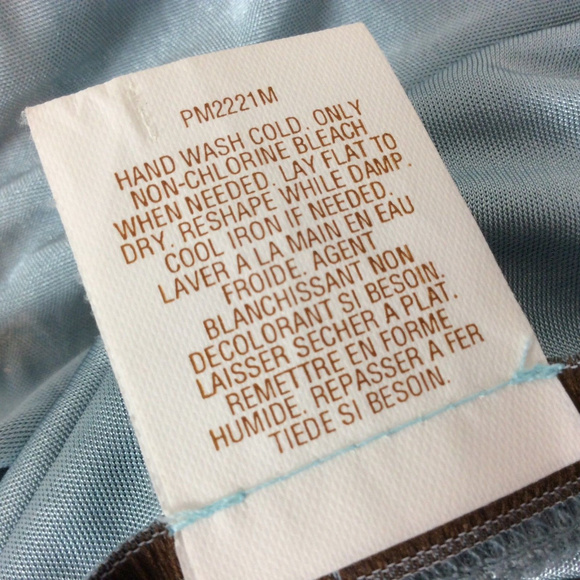 PM2221M
HAND WASH COLD. ONLY
NON-CHLORINE BLEACH
WHEN NEEDED. LAY FLAT TO
DRY. RESHAPE WHILE DAMP.
COOL IRON IF NEEDED.
LAVER A LA MAIN EN EAU
FROIDE. AGENT
BLANCHISSANT NON
DECOLORANT SI BESOIN.
LAISSER SECHER A PLAT.
REMETTRE EN FORME
HUMIDE. REPASSER A FER
TIEDE SI BESOIN.